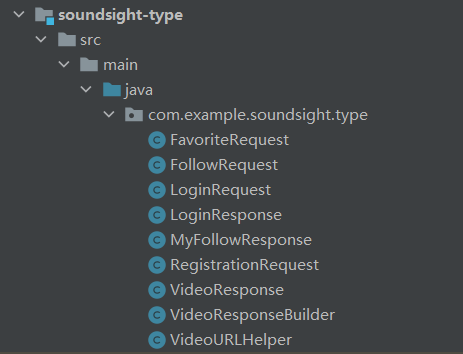 soundsight-type
src
main
java
com.example.soundsight.type
FavoriteRequest
FollowRequest
LoginRequest
LoginResponse
MyFollowResponse
RegistrationRequest
VideoResponse
VideoResponseBuilder
VideoURLHelper